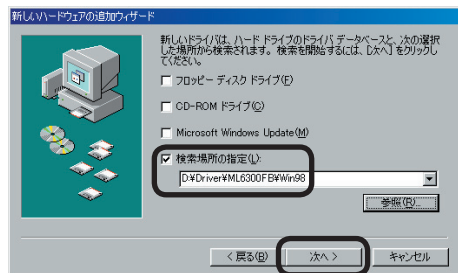 新しいハードウェアの追加ウィザード
新しいドライバは、ハード ドライブのドライバ データベースと、次の選択
した場所から検索されます。検索を開始するには、[次へ] をクリックし
てください。
フロッピー ディスク ドライブ(F)
CD-ROM ドライブ(C)
Microsoft Windows Update(M)
検索場所の指定(L):
D:¥Driver¥ML6300FB¥Win98
参照(R)...
< 戻る(B)
次へ >
キャンセル